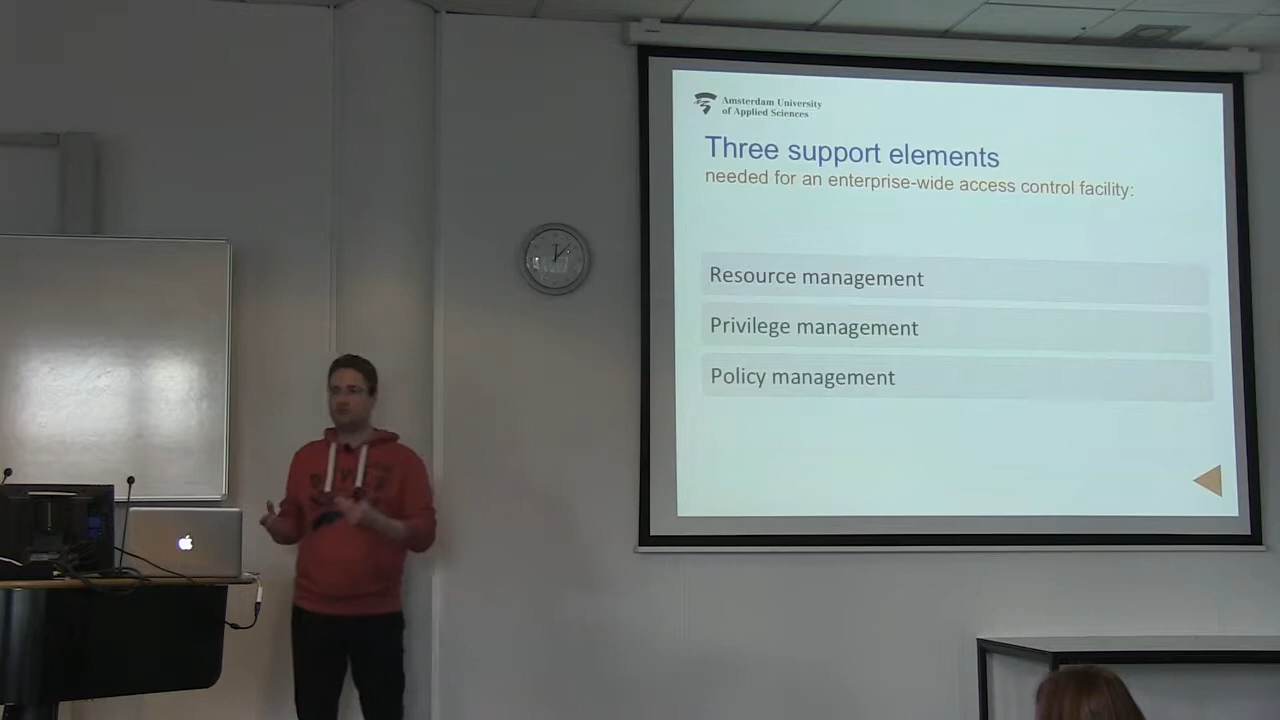 Amsterdam University
of Applied Sciences
Three support elements
needed for an enterprise-wide access control facility:
Resource management
Privilege management
Policy management